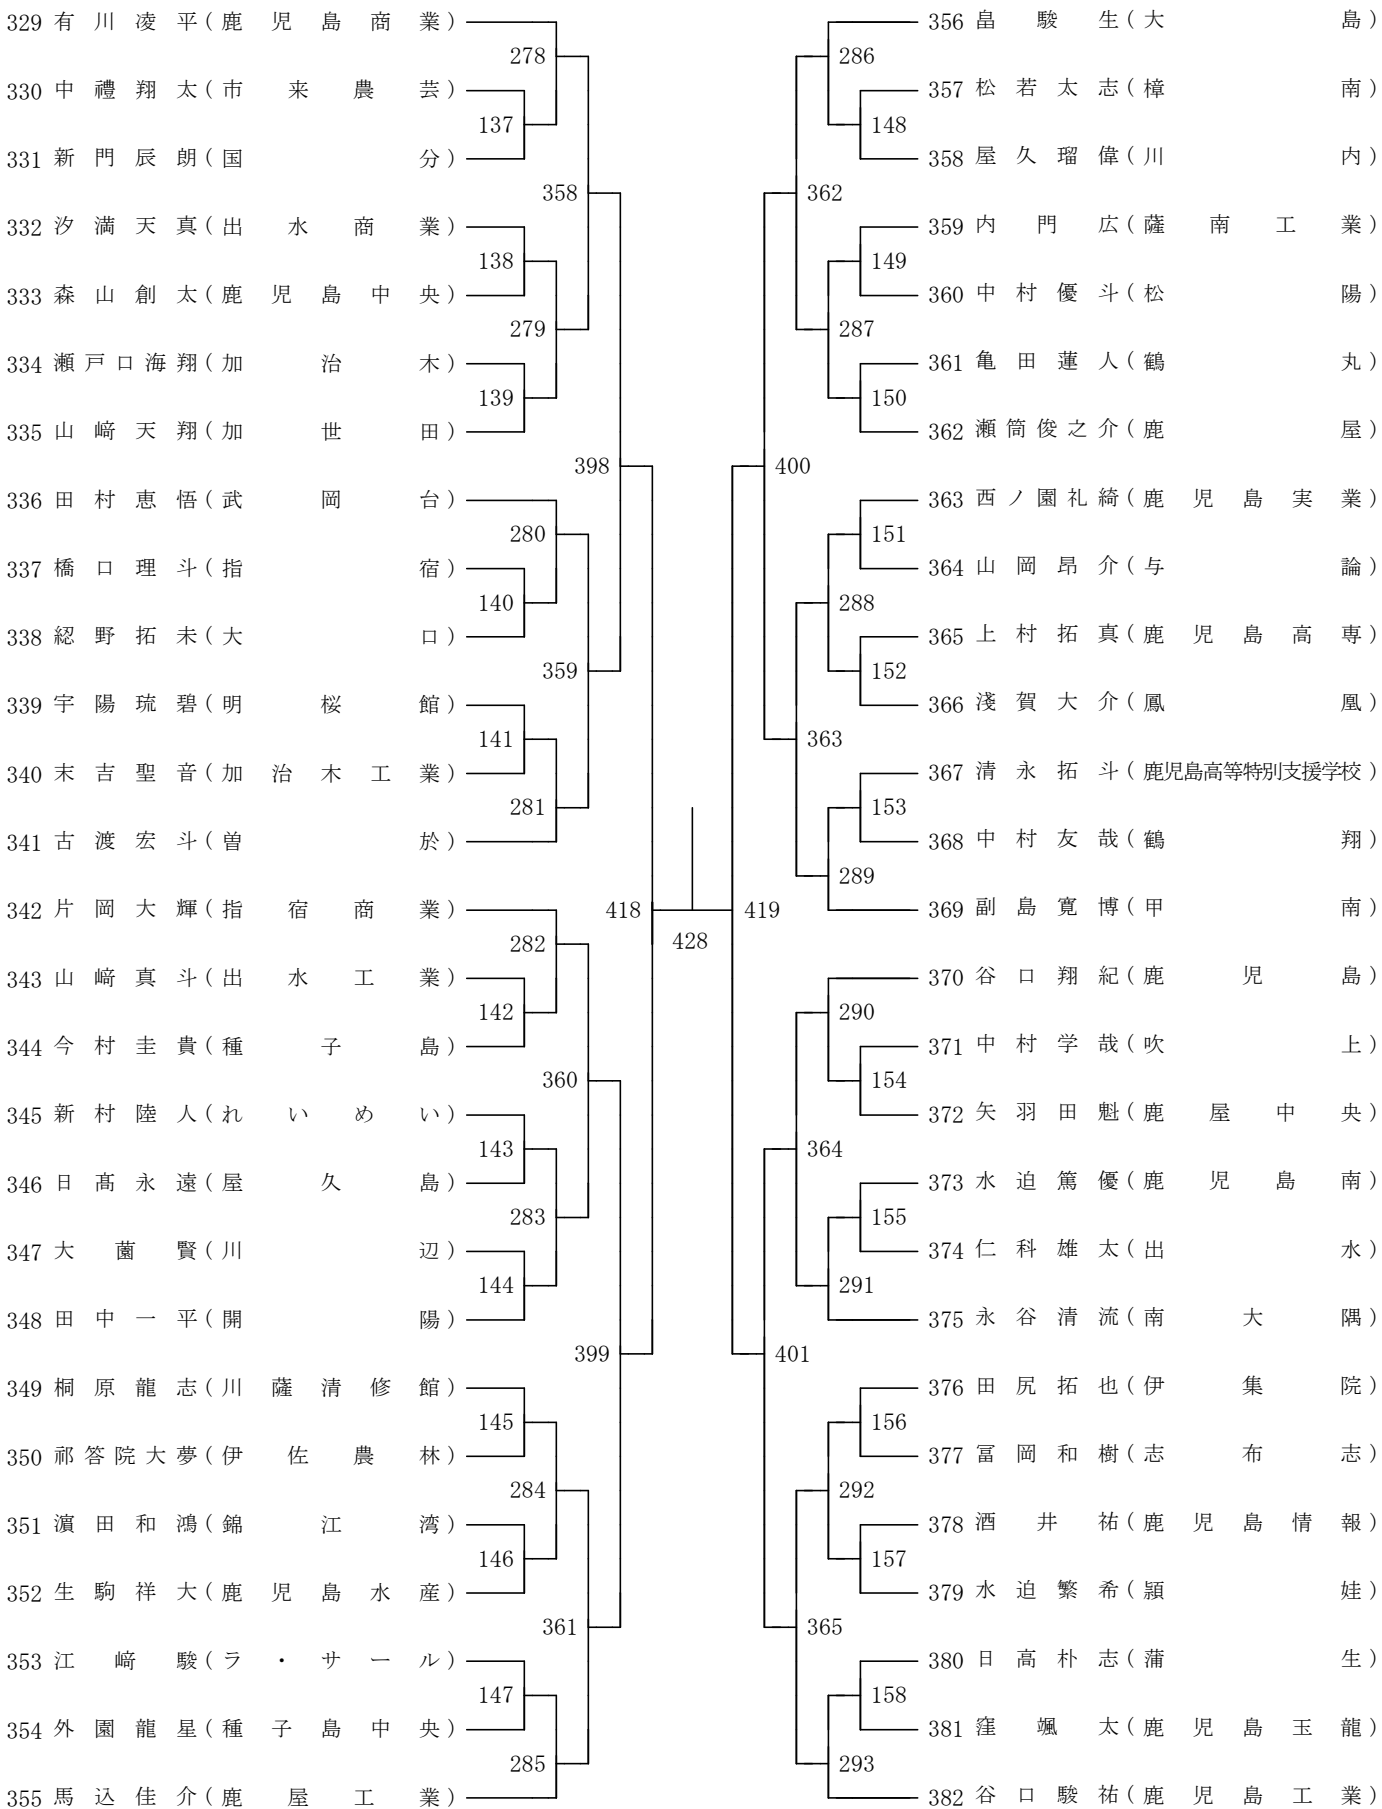 329 有川凌平(鹿児島商業)
278
330 中禮翔太(市来農芸)
137
331 新門辰朗(国分)
358
332 汐満天真(出水商業)
138
333 森山創太(鹿児島中央)
279
334 瀬戸口海翔(加治木)
139
335 山﨑天翔(加世田)
398
336 田村恵悟(武岡台)
280
337 橋口理斗(指宿)
140
338 綛野拓未(大口)
359
339 宇陽琉碧(明桜館)
141
340 末吉聖音(加治木工業)
281
341 古渡宏斗(曽於)
342 片岡大輝(指宿商業)
418
282
343 山﨑真斗(出水工業)
142
344 今村圭貴(種子島)
360
345 新村陸人(れいめい)
143
346 日髙永遠(屋久島)
283
347 大薗賢(川辺)
144
348 田中一平(開陽)
399
349 桐原龍志(川薩清修館)
145
350 祁答院大夢(伊佐農林)
284
351 濵田和鴻(錦江湾)
146
352 生駒祥大(鹿児島水産)
361
353 江﨑駿(ラ・サール)
147
354 外園龍星(種子島中央)
285
355 馬込佳介(鹿屋工業)
428
356 畠駿生(大島)
286
357 松若太志(樟南)
148
358 屋久瑠偉(川内)
362
359 内門広(薩南工業)
149
360 中村優斗(松陽)
287
361 亀田蓮人(鶴丸)
150
362 瀬筒俊之介(鹿屋)
400
363 西ノ園礼綺(鹿児島実業)
151
364 山岡昂介(与論)
288
365 上村拓真(鹿児島高専)
152
366 淺賀大介(鳳凰)
363
367 清永拓斗(鹿児島高等特別支援学校)
153
368 中村友哉(鶴翔)
289
369 副島寛博(甲南)
419
370 谷口翔紀(鹿児島)
290
371 中村学哉(吹上)
154
372 矢羽田魁(鹿屋中央)
364
373 水迫篤優(鹿児島南)
155
374 仁科雄太(出水)
291
375 永谷清流(南大隅)
401
376 田尻拓也(伊集院)
156
377 冨岡和樹(志布志)
292
378 酒井祐(鹿児島情報)
157
379 水迫繁希(頴娃)
365
380 日高朴志(蒲生)
158
381 窪颯太(鹿児島玉龍)
293
382 谷口駿祐(鹿児島工業)